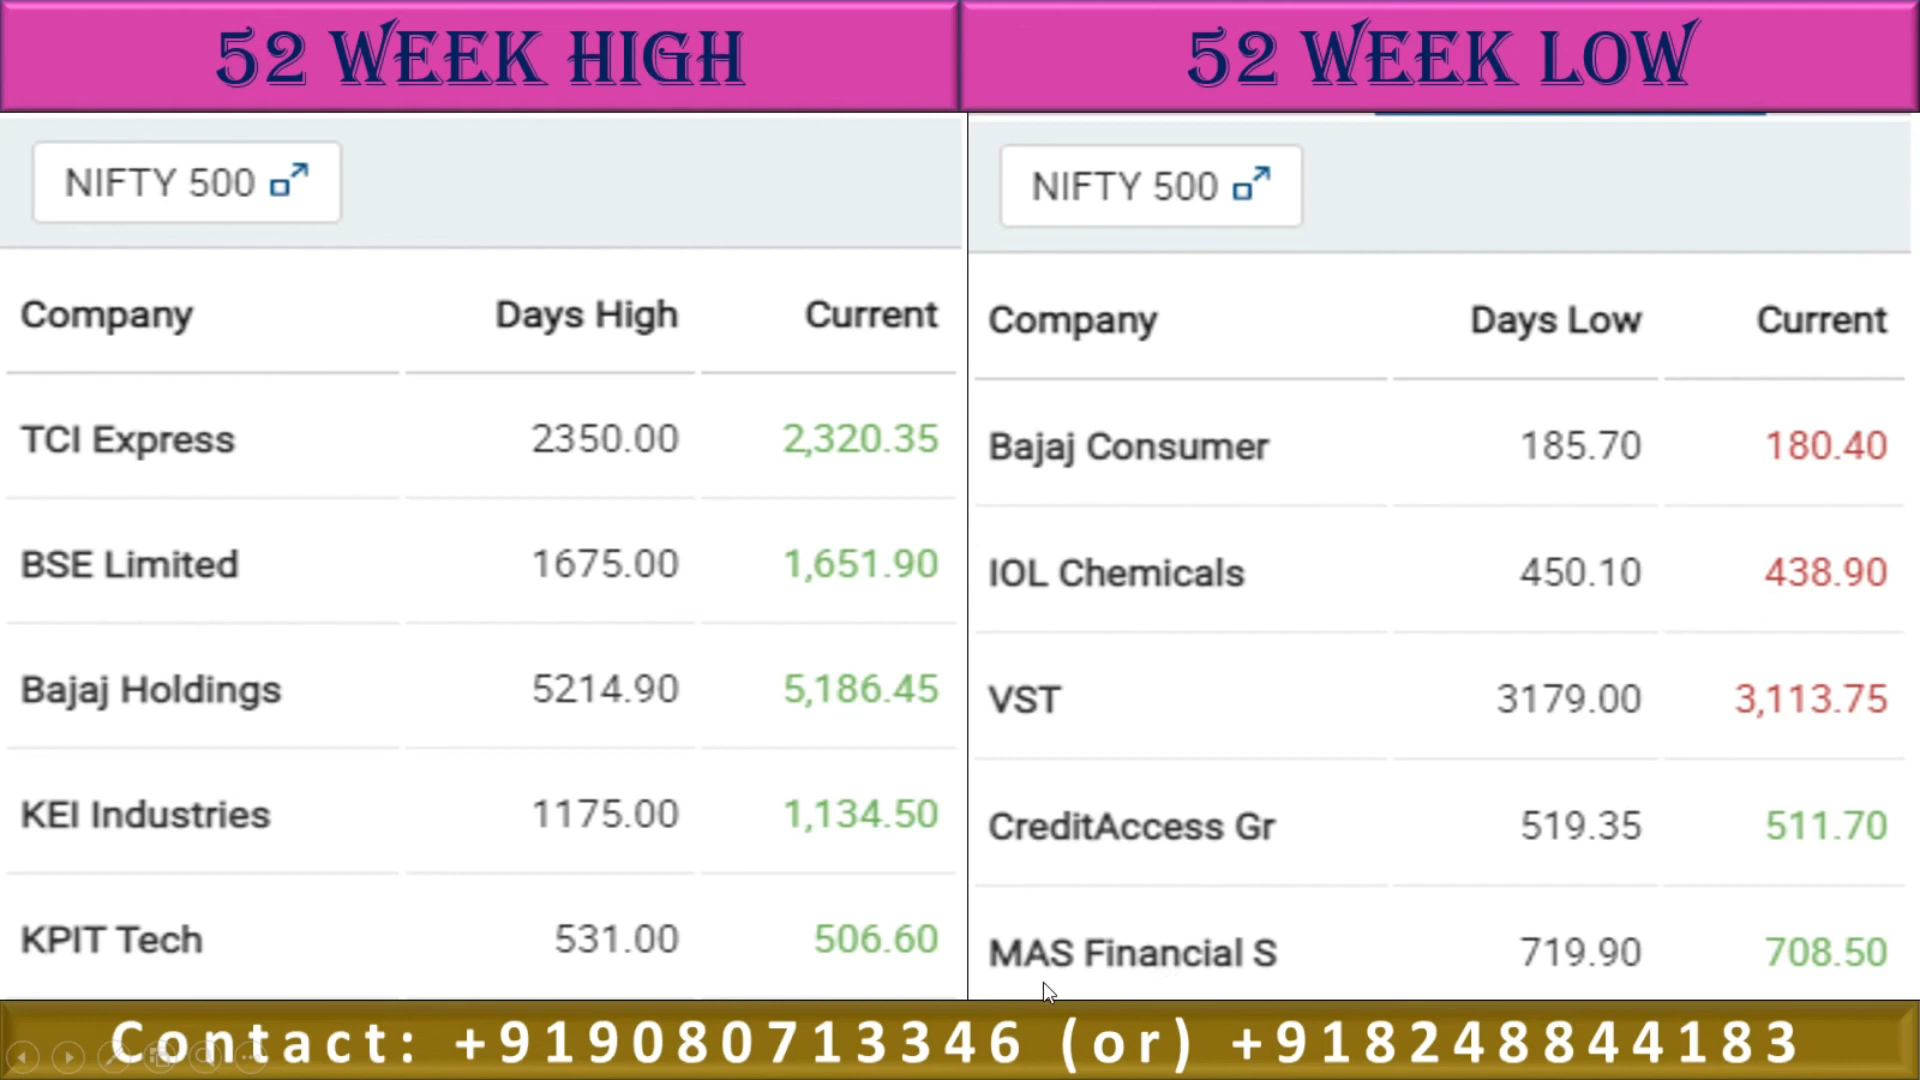 52 WEEK HIGH
NIFTY 500
Company Days High Current
TCI Express 2350.00 2,320.35
BSE Limited 1675.00 1,651.90
Bajaj Holdings 5214.90 5,186.45
KEI Industries 1175.00 1,134.50
KPIT Tech 531.00 506.60
52 WEEK LOW
NIFTY 500
Company Days Low Current
Bajaj Consumer 185.70 180.40
IOL Chemicals 450.10 438.90
VST 3179.00 3,113.75
CreditAccess Gr 519.35 511.70
MAS Financial S 719.90 708.50
Contact: +919080713346 (or) +918248844183